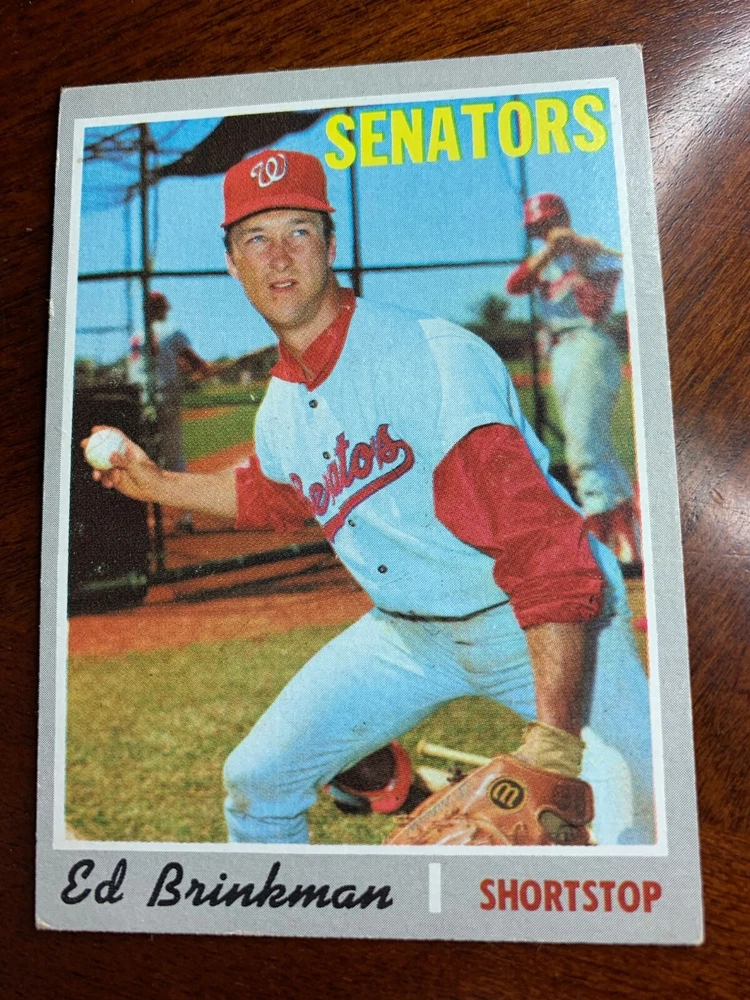 SENATORS
W
Senators
m
Ed Brinkman
SHORTSTOP